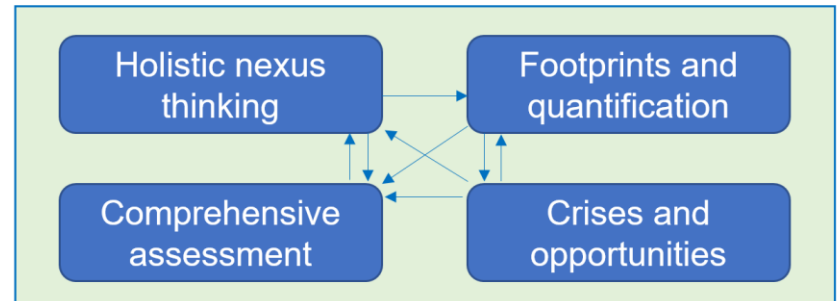 Holistic nexus
thinking
Footprints and
quantification
Comprehensive
assessment
Crises and
opportunities